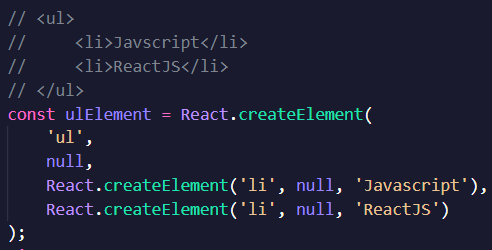 // <ul>
//     <li>Javscript</li>
//     <li>ReactJS</li>
// </ul>
const ulElement = React.createElement(
    'ul',
    null,
    React.createElement('li', null, 'Javascript'),
    React.createElement('li', null, 'ReactJS')
);